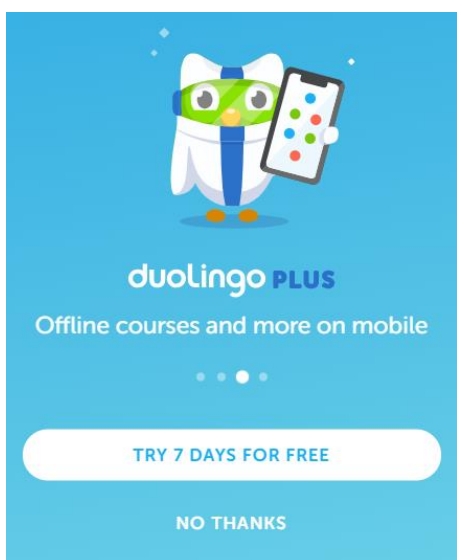 duolingo PLUS
Offline courses and more on mobile
TRY 7 DAYS FOR FREE
NO THANKS